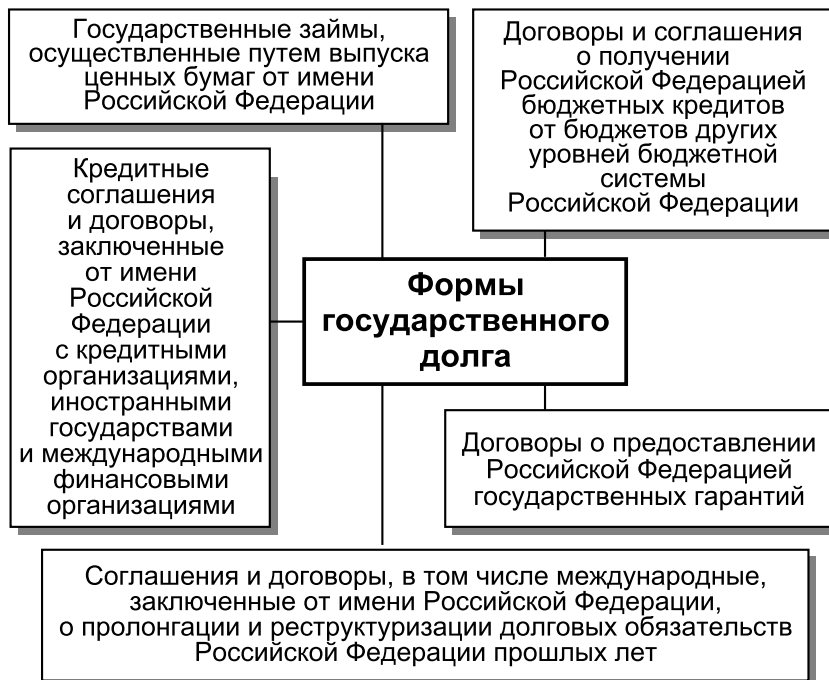 Государственные займы,
осуществленные путем выпуска
ценных бумаг от имени
Российской Федерации
Договоры и соглашения
о получении
Российской Федерацией
бюджетных кредитов
от бюджетов других
уровней бюджетной
системы
Российской Федерации
Кредитные
соглашения
и договоры,
заключенные
от имени
Российской
Федерации
с кредитными
организациями,
иностранными
государствами
и международными
финансовыми
организациями
Формы
государственного
долга
Договоры о предоставлении
Российской Федерацией
государственных гарантий
Соглашения и договоры, в том числе международные,
заключенные от имени Российской Федерации,
о пролонгации и реструктуризации долговых обязательств
Российской Федерации прошлых лет